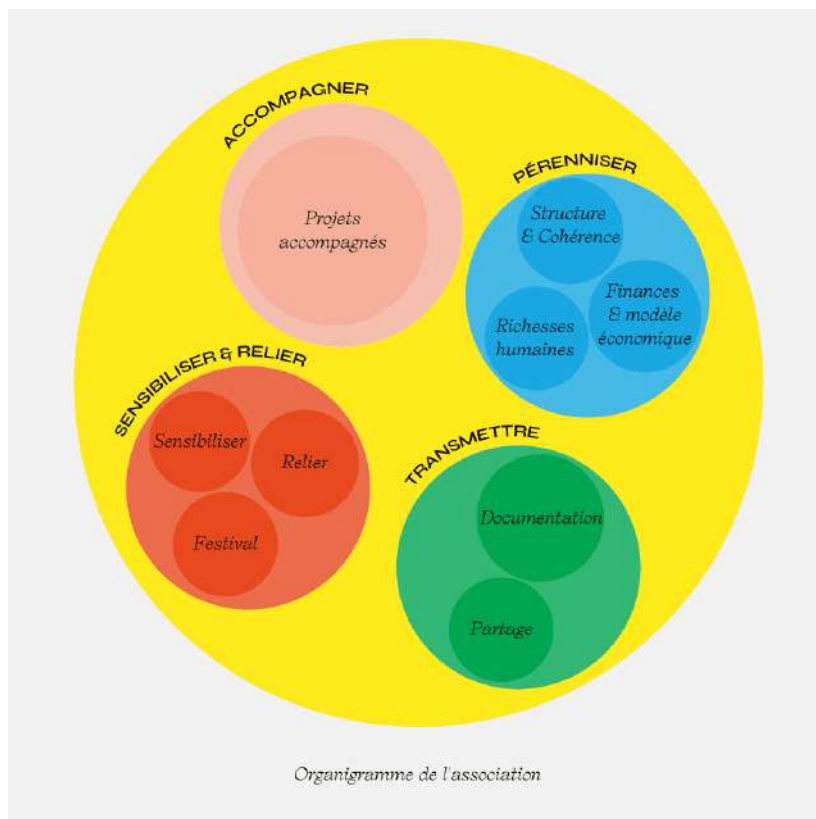 ACCOMPAGNER
Projets
accompagnés
PÉRENNISER
Structure
& Cohérence
Finances
& modèle
économique
Richesses
humaines
SENSIBILISER & RELIER
Sensibiliser
Relier
Festival
TRANSMETTRE
Documentation
Partage
Organigramme de l'association